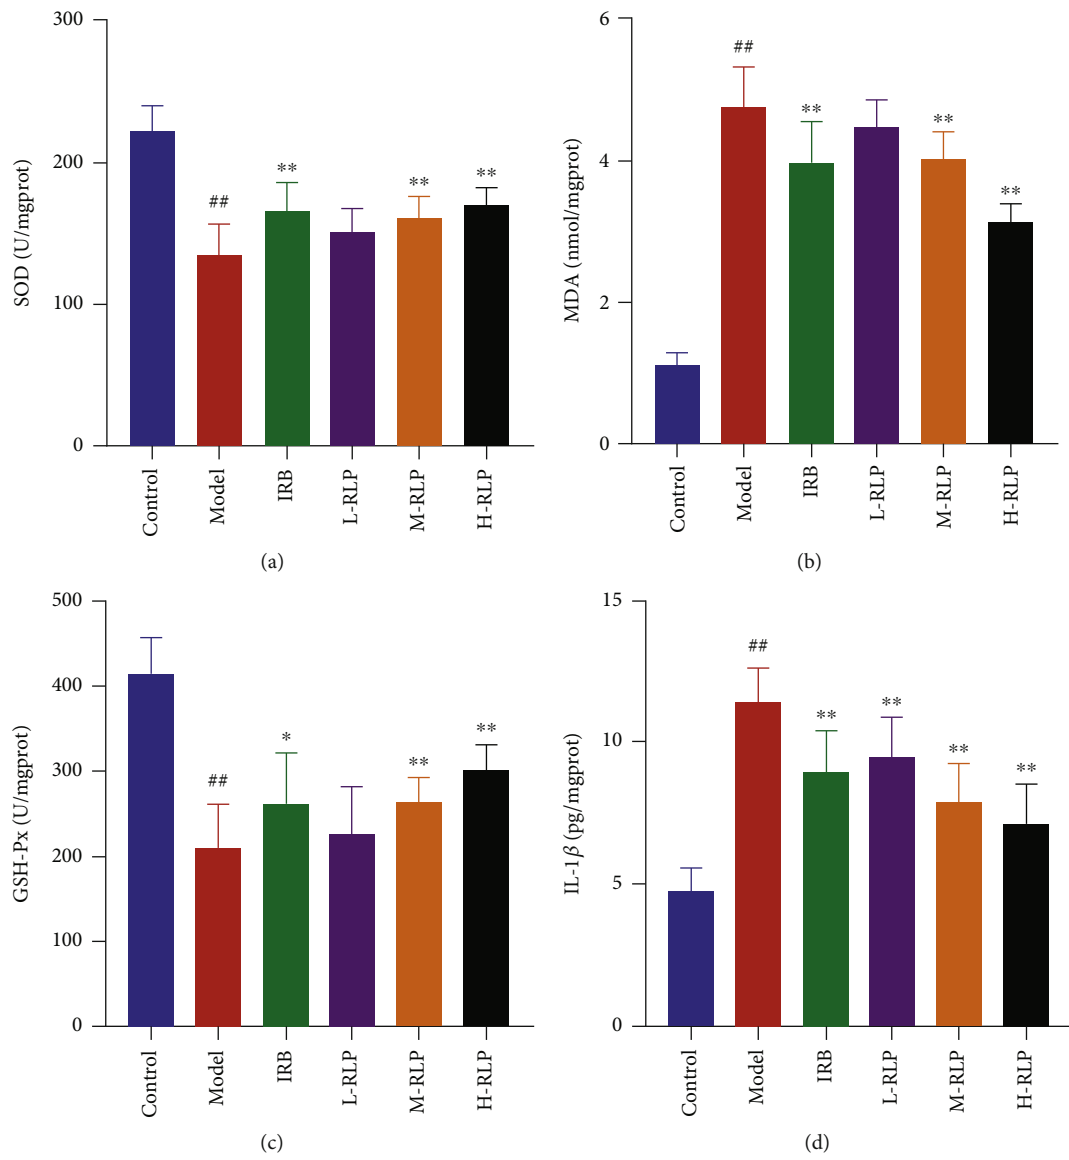 SOD (U/mgprot)
300
200
100
0
##
**
**
**
Control
Model
IRB
L-RLP
M-RLP
H-RLP
(a)
MDA (nmol/mgprot)
6
4
2
0
##
**
**
**
Control
Model
IRB
L-RLP
M-RLP
H-RLP
(b)
GSH-Px (U/mgprot)
500
400
300
200
100
0
##
*
**
**
Control
Model
IRB
L-RLP
M-RLP
H-RLP
(c)
IL-1β (pg/mgprot)
15
10
5
0
##
**
**
**
**
Control
Model
IRB
L-RLP
M-RLP
H-RLP
(d)